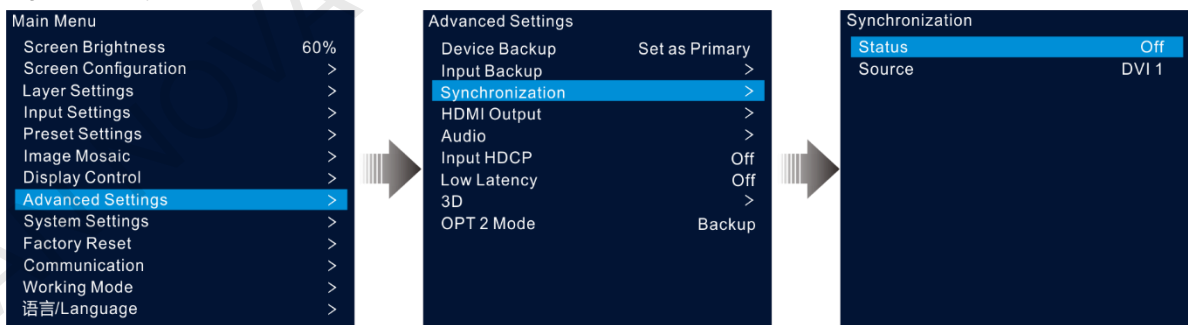 Main Menu
Screen Brightness 60%
Screen Configuration >
Layer Settings >
Input Settings >
Preset Settings >
Image Mosaic >
Display Control >
Advanced Settings >
System Settings >
Factory Reset >
Communication >
Working Mode >
语言/Language >
Advanced Settings
Device Backup Set as Primary
Input Backup >
Synchronization >
HDMI Output >
Audio >
Input HDCP Off
Low Latency Off
3D >
OPT 2 Mode Backup
Synchronization
Status Off
Source DVI 1